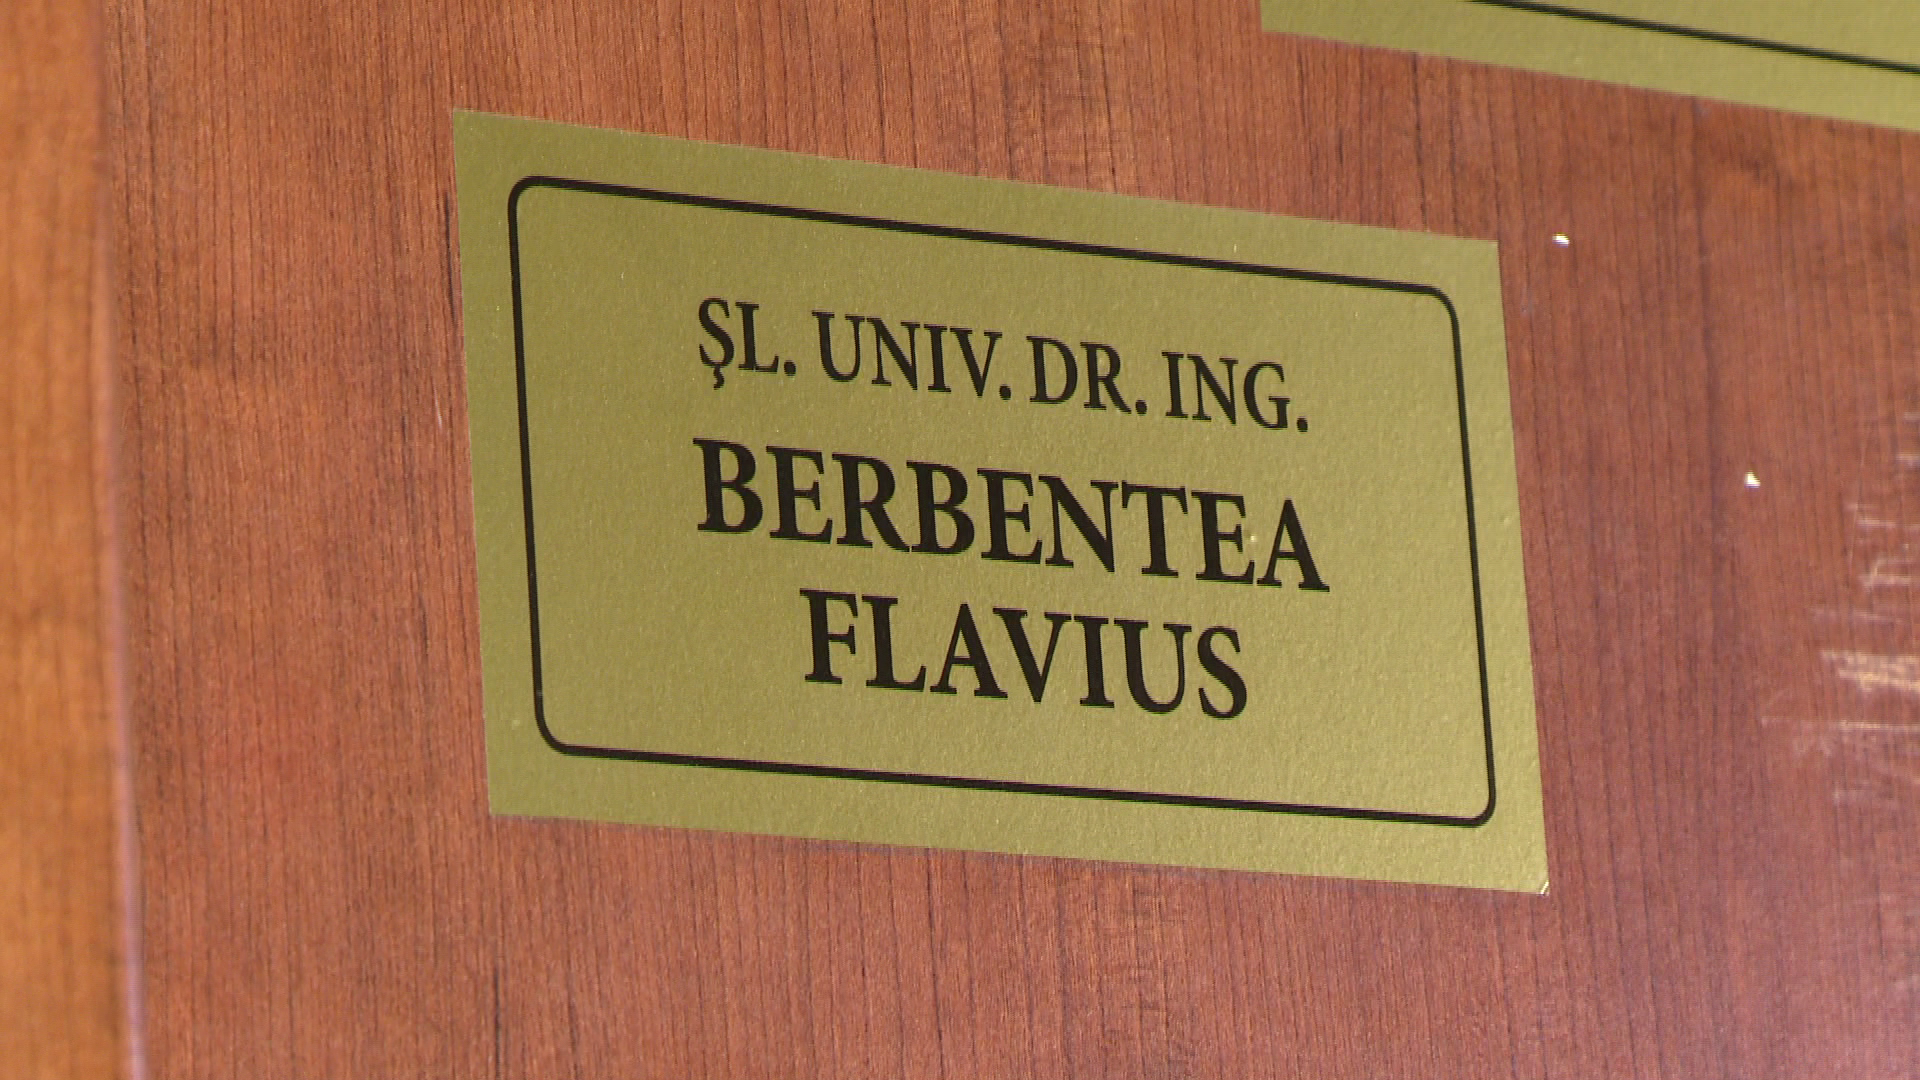 ŞL. UNIV. DR. ING.
BERBENTEA
FLAVIUS